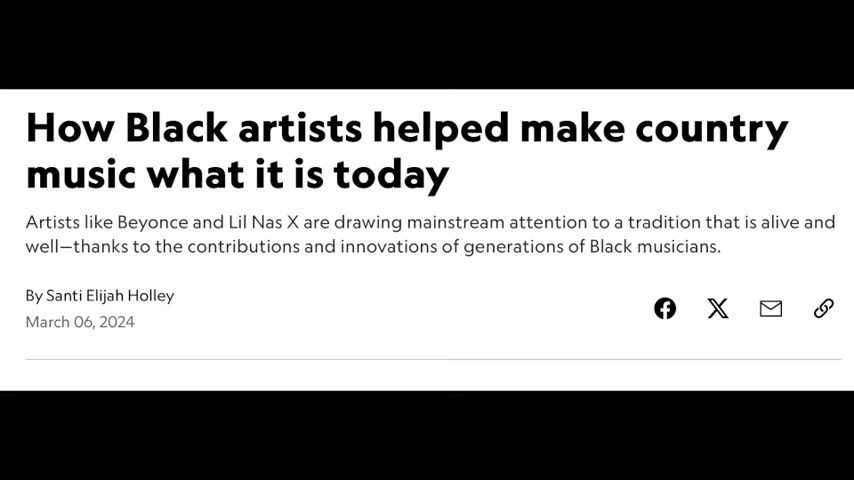 How Black artists helped make country
music what it is today
Artists like Beyonce and Lil Nas X are drawing mainstream attention to a tradition that is alive and
well—thanks to the contributions and innovations of generations of Black musicians.
By Santi Elijah Holley
March 06, 2024